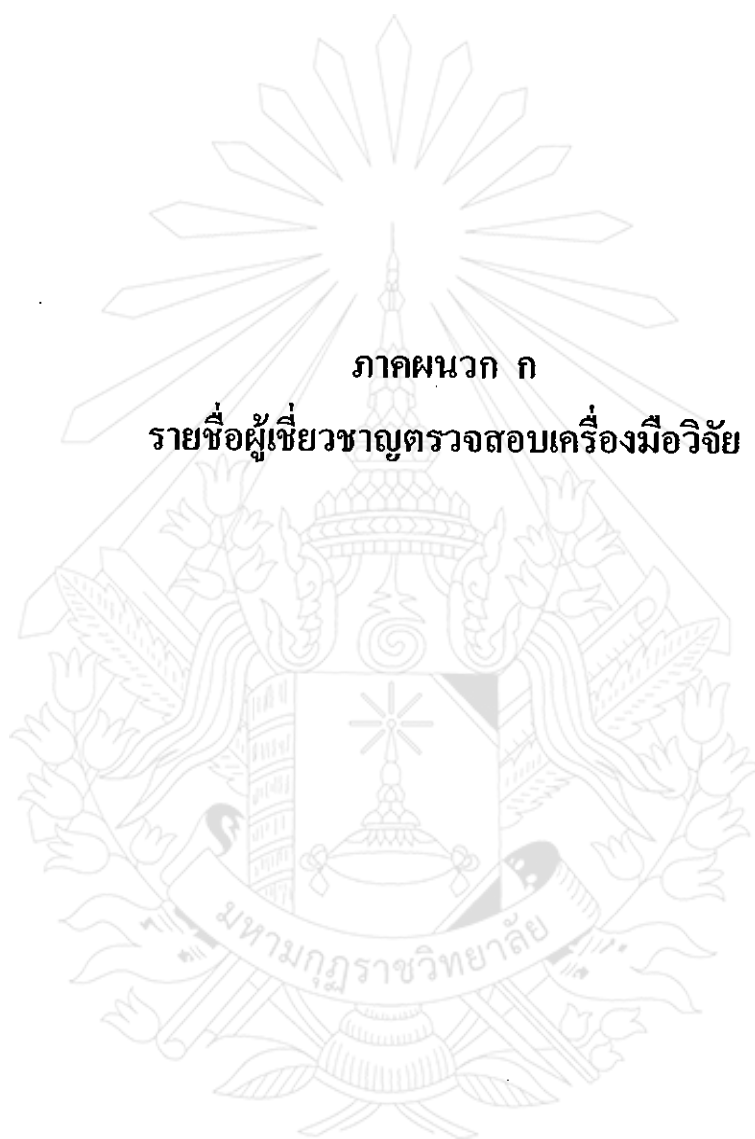 ภาคผนวก ก
รายชื่อผู้เชี่ยวชาญตรวจสอบเครื่องมือวิจัย
มหามกุฏราชวิทยาลัย